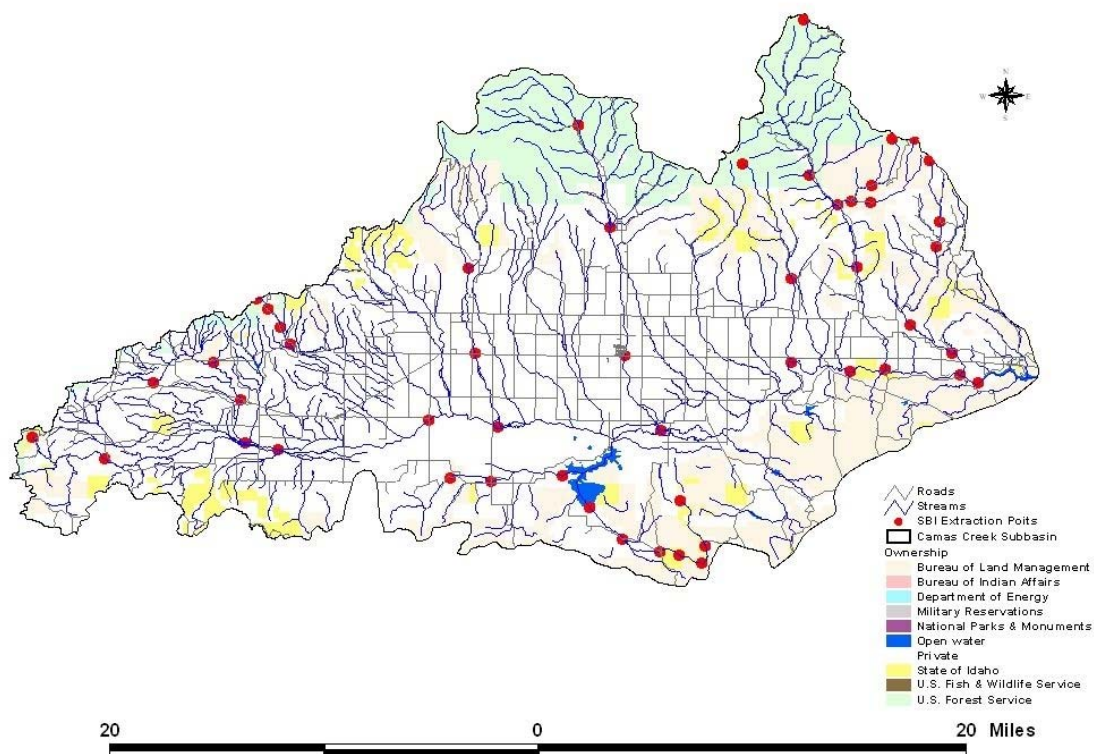 N
W E
S
Roads
Streams
SBI Extraction Poits
Camas Creek Subbasin
Ownership
Bureau of Land Management
Bureau of Indian Affairs
Department of Energy
Military Reservations
National Parks & Monuments
Open water
Private
State of Idaho
U.S. Fish & Wildlife Service
U.S. Forest Service
20 0 20 Miles